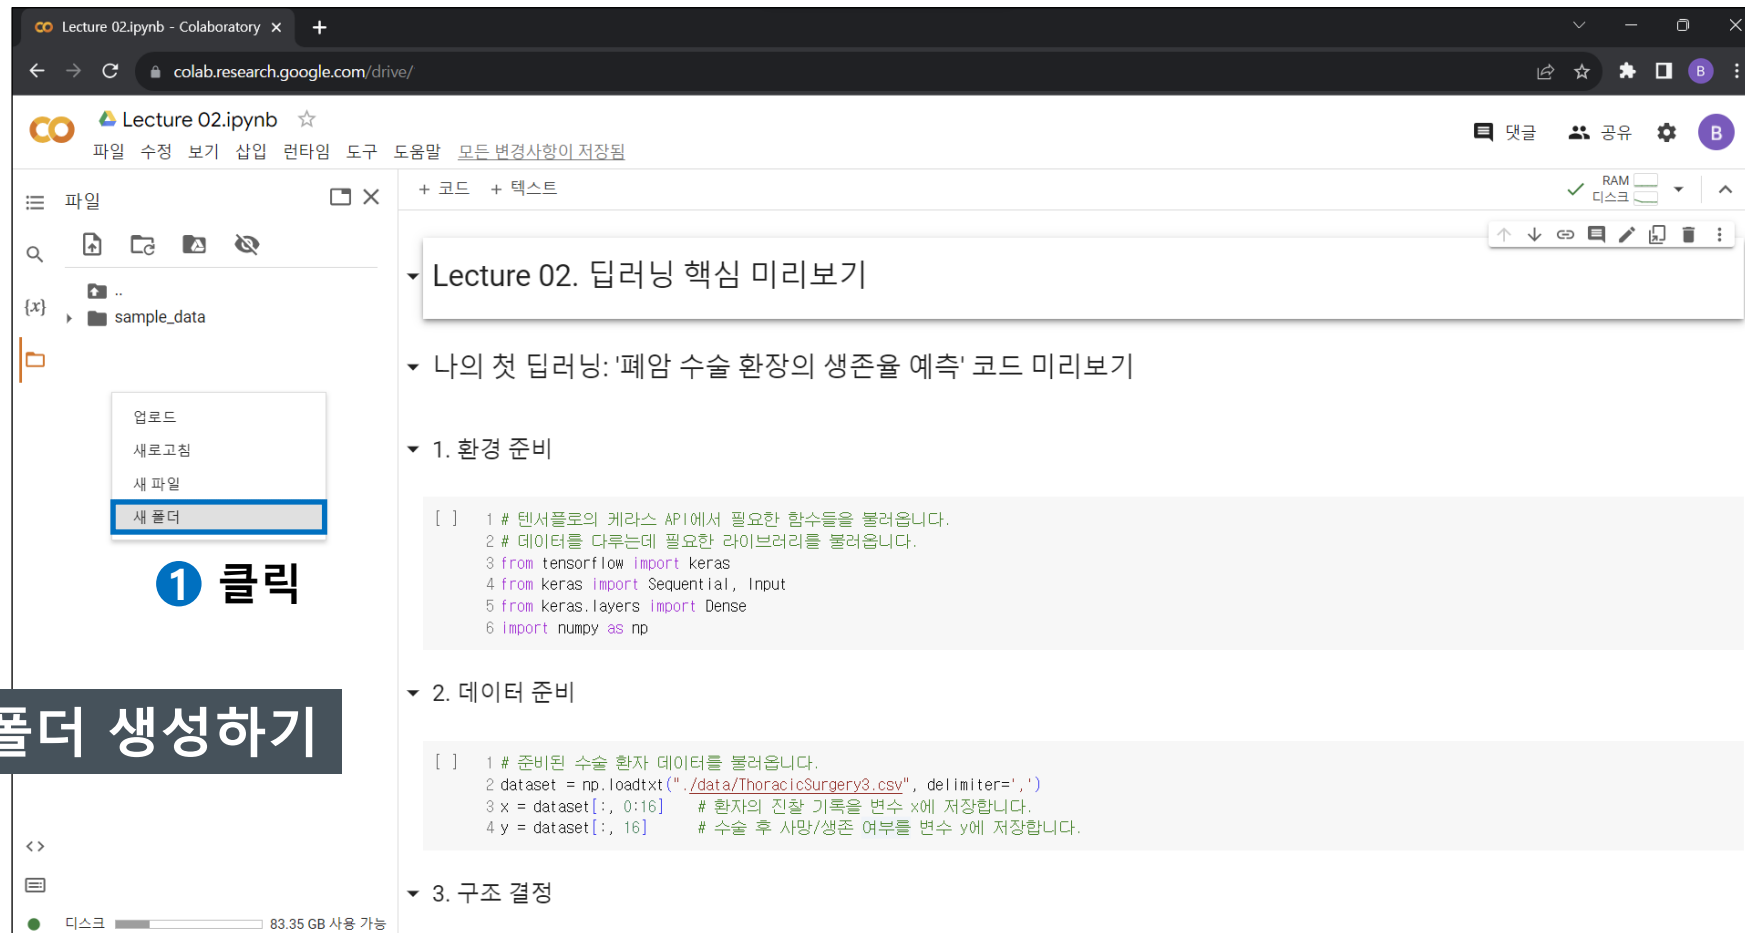 Lecture 02.ipynb - Colaboratory
colab.research.google.com/drive/
B
Lecture 02.ipynb
파일 수정 보기 삽입 런타임 도구 도움말 모든 변경사항이 저장됨
댓글 공유 B
파일
+ 코드 + 텍스트
RAM
디스크
..
{x}
sample_data
업로드
새로고침
새 파일
새 폴더
1 클릭
폴더 생성하기
디스크 83.35 GB 사용 가능
Lecture 02. 딥러닝 핵심 미리보기
나의 첫 딥러닝: '폐암 수술 환장의 생존율 예측' 코드 미리보기
1. 환경 준비
[ ] 1 # 텐서플로의 케라스 API에서 필요한 함수들을 불러옵니다.
2 # 데이터를 다루는데 필요한 라이브러리를 불러옵니다.
3 from tensorflow import keras
4 from keras import Sequential, Input
5 from keras.layers import Dense
6 import numpy as np
2. 데이터 준비
[ ] 1 # 준비된 수술 환자 데이터를 불러옵니다.
2 dataset = np.loadtxt("./data/ThoracicSurgery3.csv", delimiter=',')
3 x = dataset[:, 0:16] # 환자의 진찰 기록을 변수 x에 저장합니다.
4 y = dataset[:, 16] # 수술 후 사망/생존 여부를 변수 y에 저장합니다.
3. 구조 결정